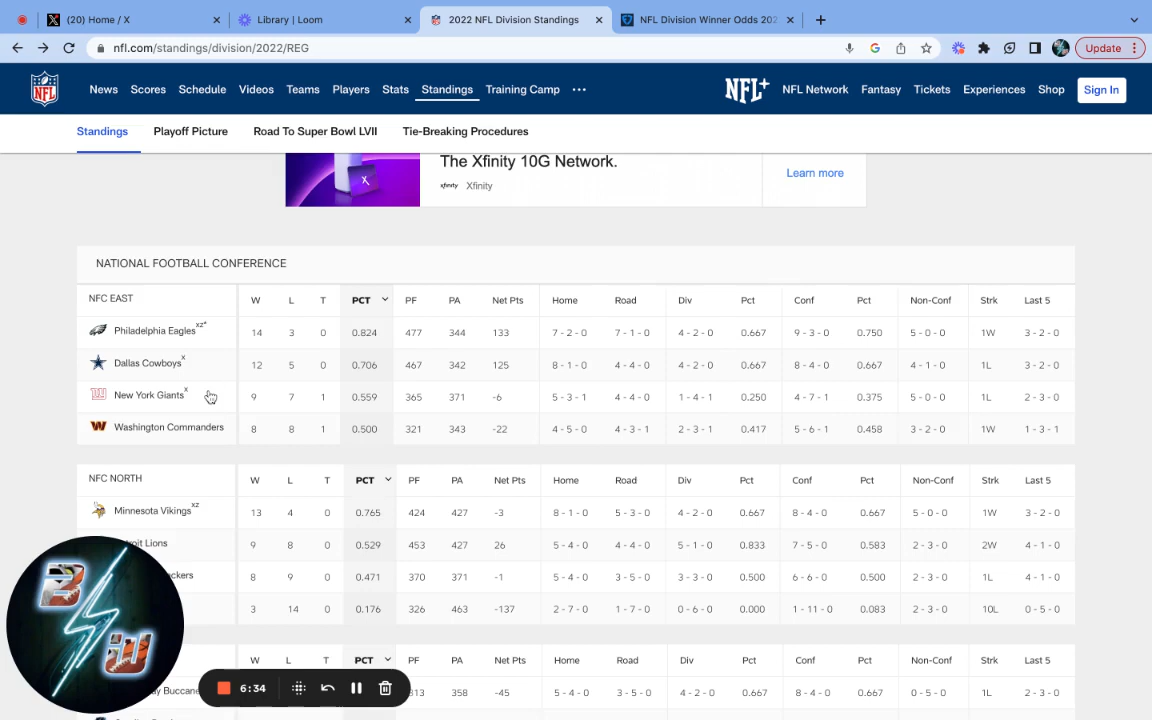 (20) Home / X
Library | Loom
2022 NFL Division Standings
NFL Division Winner Odds 202
nfl.com/standings/division/2022/REG
Update
NFL
News Scores Schedule Videos Teams Players Stats Standings Training Camp
NFL+ NFL Network Fantasy Tickets Experiences Shop Sign In
Standings Playoff Picture Road To Super Bowl LVII Tie-Breaking Procedures
The Xfinity 10G Network.
xfinity Xfinity
Learn more
NATIONAL FOOTBALL CONFERENCE
NFC EAST W L T PCT PF PA Net Pts Home Road Div Pct Conf Pct Non-Conf Strk Last 5
Philadelphia Eagles xz* 14 3 0 0.824 477 344 133 7 - 2 - 0 7 - 1 - 0 4 - 2 - 0 0.667 9 - 3 - 0 0.750 5 - 0 - 0 1W 3 - 2 - 0
Dallas Cowboys x 12 5 0 0.706 467 342 125 8 - 1 - 0 4 - 4 - 0 4 - 2 - 0 0.667 8 - 4 - 0 0.667 4 - 1 - 0 1L 3 - 2 - 0
New York Giants x 9 7 1 0.559 365 371 -6 5 - 3 - 1 4 - 4 - 0 1 - 4 - 1 0.250 4 - 7 - 1 0.375 5 - 0 - 0 1L 2 - 3 - 0
Washington Commanders 8 8 1 0.500 321 343 -22 4 - 5 - 0 4 - 3 - 1 2 - 3 - 1 0.417 5 - 6 - 1 0.458 3 - 2 - 0 1W 1 - 3 - 1
NFC NORTH W L T PCT PF PA Net Pts Home Road Div Pct Conf Pct Non-Conf Strk Last 5
Minnesota Vikings xz 13 4 0 0.765 424 427 -3 8 - 1 - 0 5 - 3 - 0 4 - 2 - 0 0.667 8 - 4 - 0 0.667 5 - 0 - 0 1W 3 - 2 - 0
roit Lions 9 8 0 0.529 453 427 26 5 - 4 - 0 4 - 4 - 0 5 - 1 - 0 0.833 7 - 5 - 0 0.583 2 - 3 - 0 2W 4 - 1 - 0
ckers 8 9 0 0.471 370 371 -1 5 - 4 - 0 3 - 5 - 0 3 - 3 - 0 0.500 6 - 6 - 0 0.500 2 - 3 - 0 1L 4 - 1 - 0
3 14 0 0.176 326 463 -137 2 - 7 - 0 1 - 7 - 0 0 - 6 - 0 0.000 1 - 11 - 0 0.083 2 - 3 - 0 10L 0 - 5 - 0
W L T PCT PF PA Net Pts Home Road Div Pct Conf Pct Non-Conf Strk Last 5
ay Buccane 313 358 -45 5 - 4 - 0 3 - 5 - 0 4 - 2 - 0 0.667 8 - 4 - 0 0.667 0 - 5 - 0 1L 2 - 3 - 0
6:34